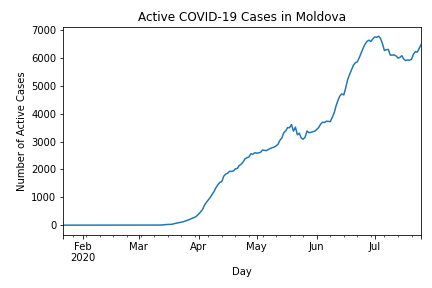 Active COVID-19 Cases in Moldova
7000
6000
5000
4000
3000
2000
1000
0
Number of Active Cases
Feb Mar Apr May Jun Jul
2020
Day